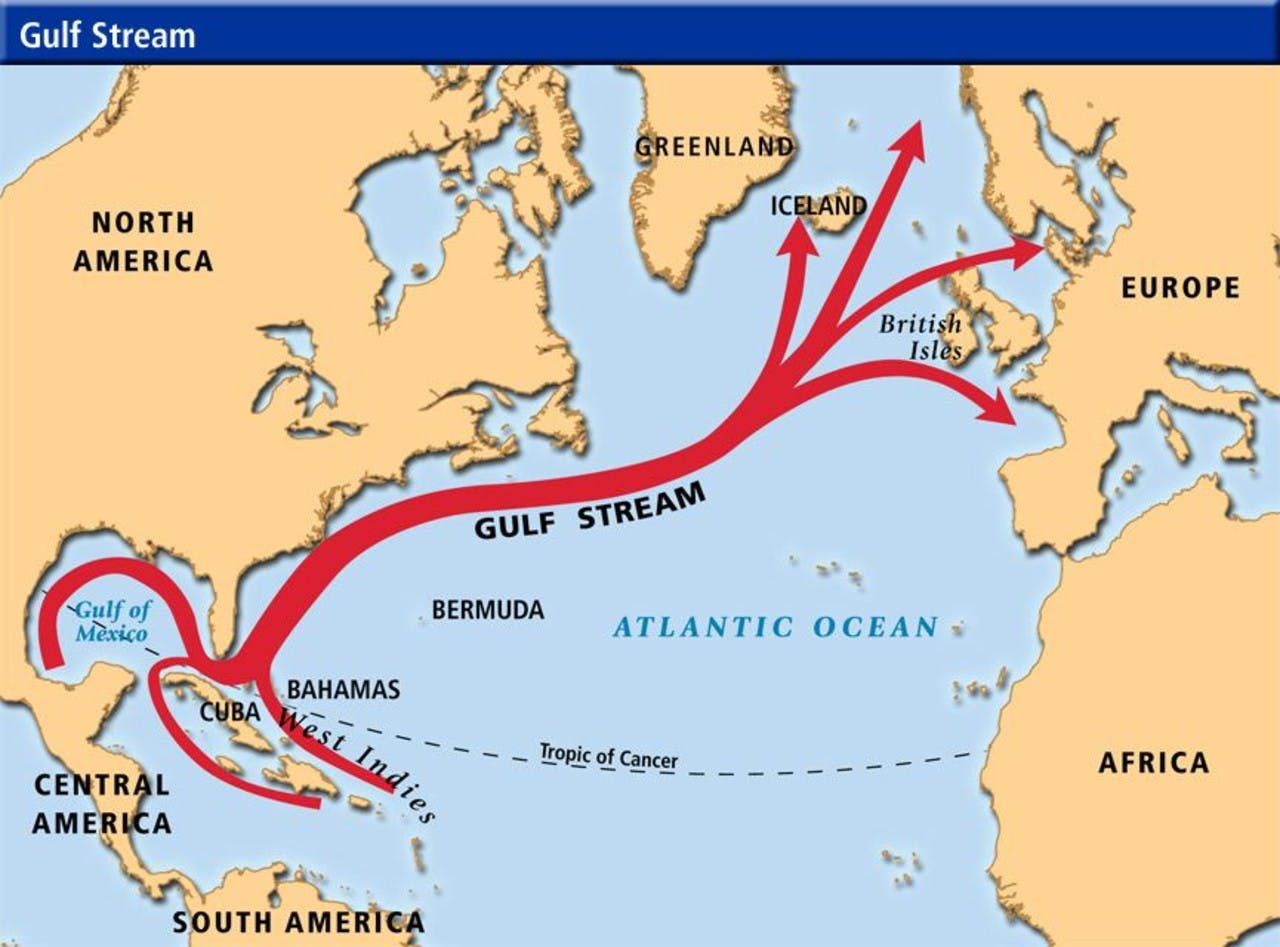 Gulf Stream
GREENLAND
ICELAND
NORTH
AMERICA
EUROPE
British
Isles
GULF STREAM
Gulf of
Mexico
BERMUDA
ATLANTIC OCEAN
BAHAMAS
CUBA
West Indies
Tropic of Cancer
AFRICA
CENTRAL
AMERICA
SOUTH AMERICA